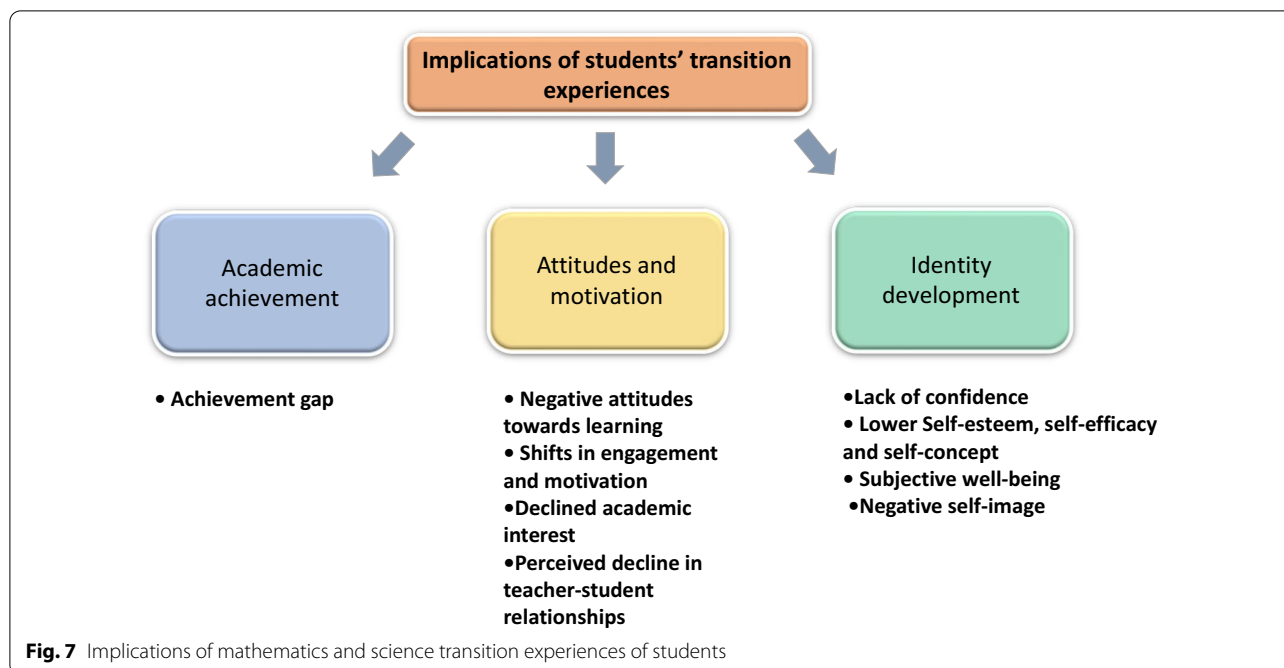 Implications of students’ transition
experiences
Academic
achievement
• Achievement gap
Attitudes and
motivation
• Negative attitudes
towards learning
• Shifts in engagement
and motivation
•Declined academic
interest
•Perceived decline in
teacher-student
relationships
Identity
development
•Lack of confidence
• Lower Self-esteem, self-efficacy
and self-concept
• Subjective well-being
•Negative self-image
Fig. 7 Implications of mathematics and science transition experiences of students